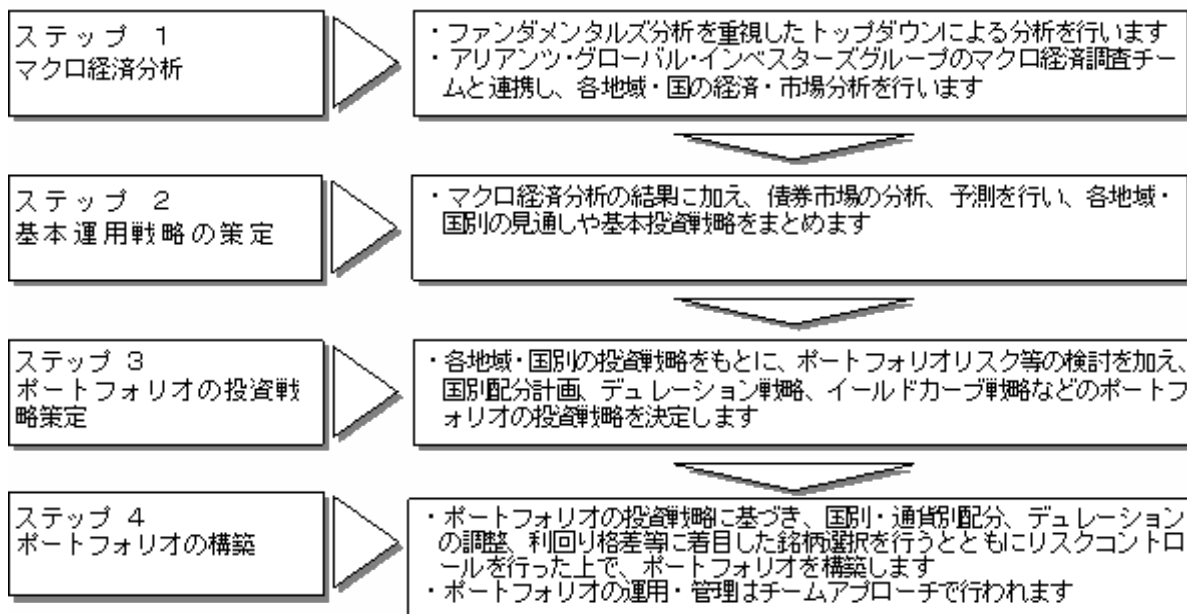 ステップ 1
マクロ経済分析
・ファンダメンタルズ分析を重視したトップダウンによる分析を行います
・アリアンツ・グローバル・インベスターズグループのマクロ経済調査チー
ムと連携し、各地域・国の経済・市場分析を行います
ステップ 2
基本運用戦略の策定
・マクロ経済分析の結果に加え、債券市場の分析、予測を行い、各地域・
国別の見通しや基本投資戦略をまとめます
ステップ 3
ポートフォリオの投資戦
略策定
・各地域・国別の投資戦略をもとに、ポートフォリオリスク等の検討を加え、
国別配分計画、デュレーション戦略、イールドカーブ戦略などのポートフ
ォリオの投資戦略を決定します
ステップ 4
ポートフォリオの構築
・ポートフォリオの投資戦略に基づき、国別・通貨別配分、デュレーション
の調整、利回り格差等に着目した銘柄選択を行うとともにリスクコントロ
ールを行った上で、ポートフォリオを構築します
・ポートフォリオの運用・管理はチームアプローチで行われます